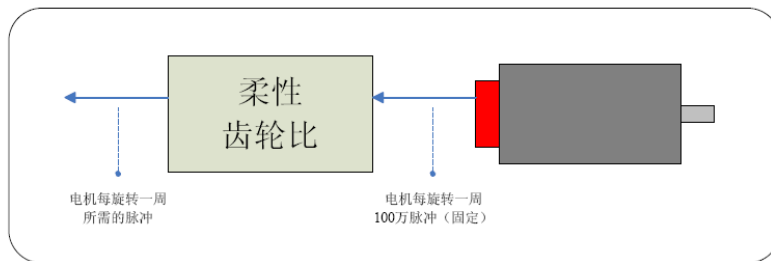 柔性
齿轮比
电机每旋转一周
所需的脉冲
电机每旋转一周
100万脉冲（固定）